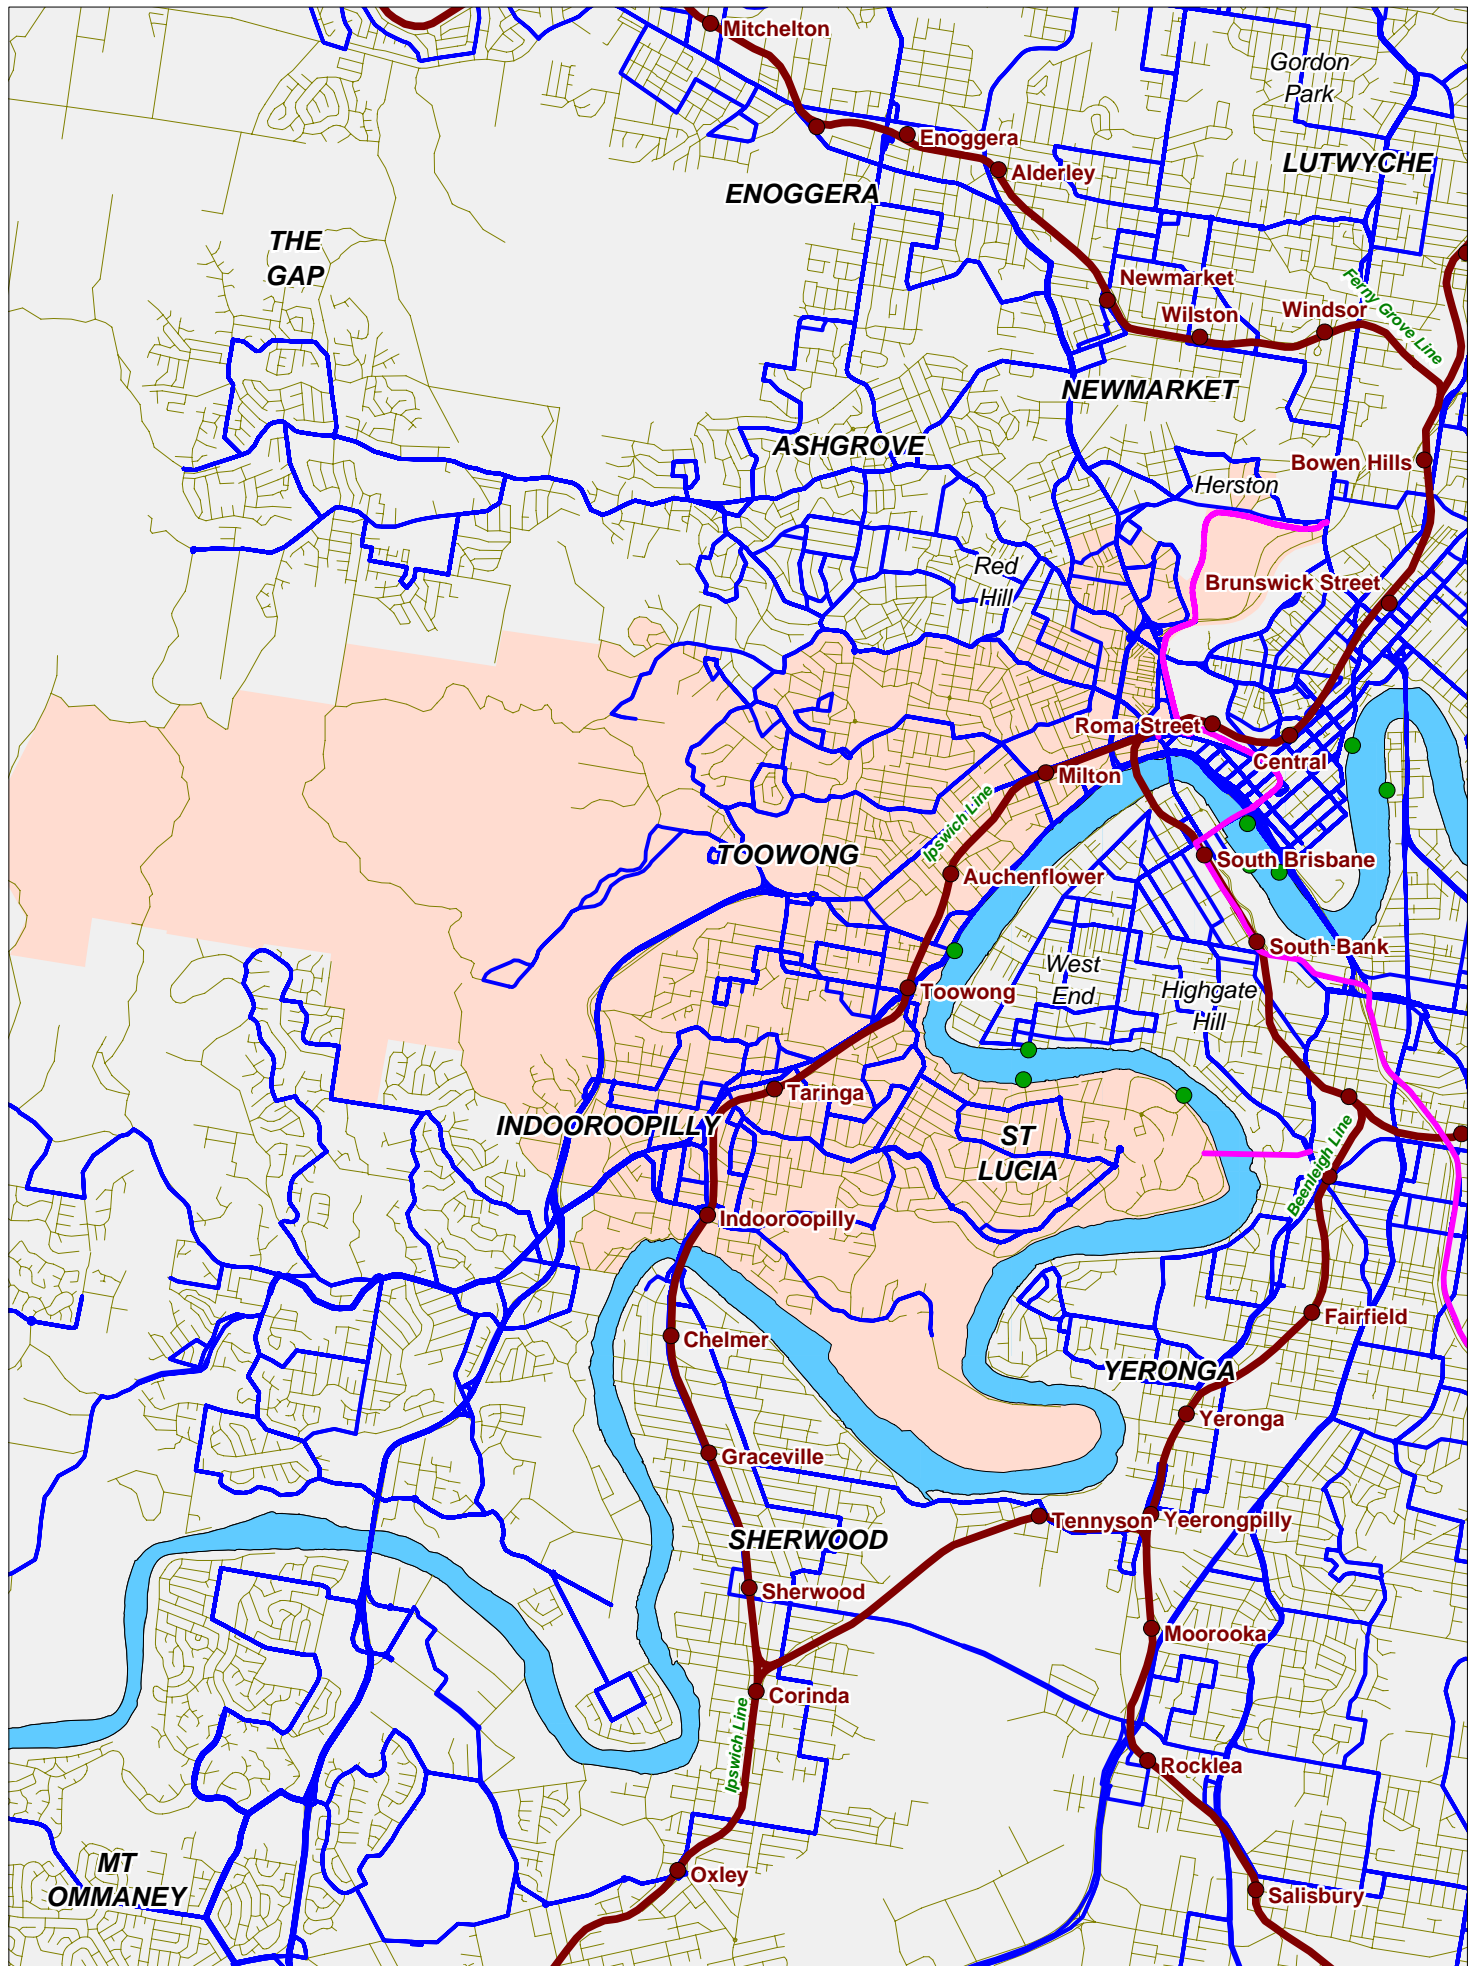 Mitchelton
Gordon
Park
Enoggera
LUTWYCHE
Alderley
ENOGGERA
THE
GAP
Newmarket
Ferny Grove Line
Wilston
Windsor
NEWMARKET
ASHGROVE
Bowen Hills
Herston
Red
Hill
Brunswick Street
Roma Street
Central
Milton
Ipswich Line
TOOWONG
South Brisbane
Auchenflower
South Bank
West
End
Highgate
Hill
Toowong
Taringa
INDOOROOPILLY
ST
LUCIA
Beenleigh Line
Indooroopilly
Fairfield
Chelmer
YERONGA
Yeronga
Graceville
Tennyson
Yeerongpilly
SHERWOOD
Sherwood
Moorooka
Corinda
Ipswich Line
Rocklea
MT
OMMANEY
Oxley
Salisbury